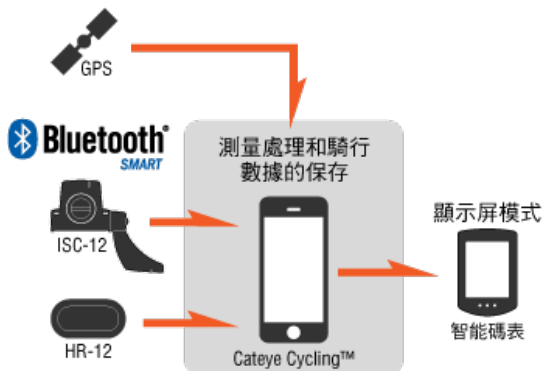 GPS
Bluetooth®
SMART
測量處理和騎行
數據的保存
ISC-12
顯示屏模式
智能碼表
HR-12
Cateye Cycling™